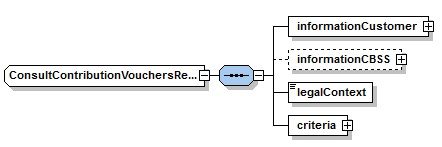 informationCustomer
informationCBSS
ConsultContributionVouchersRe...
legalContext
criteria